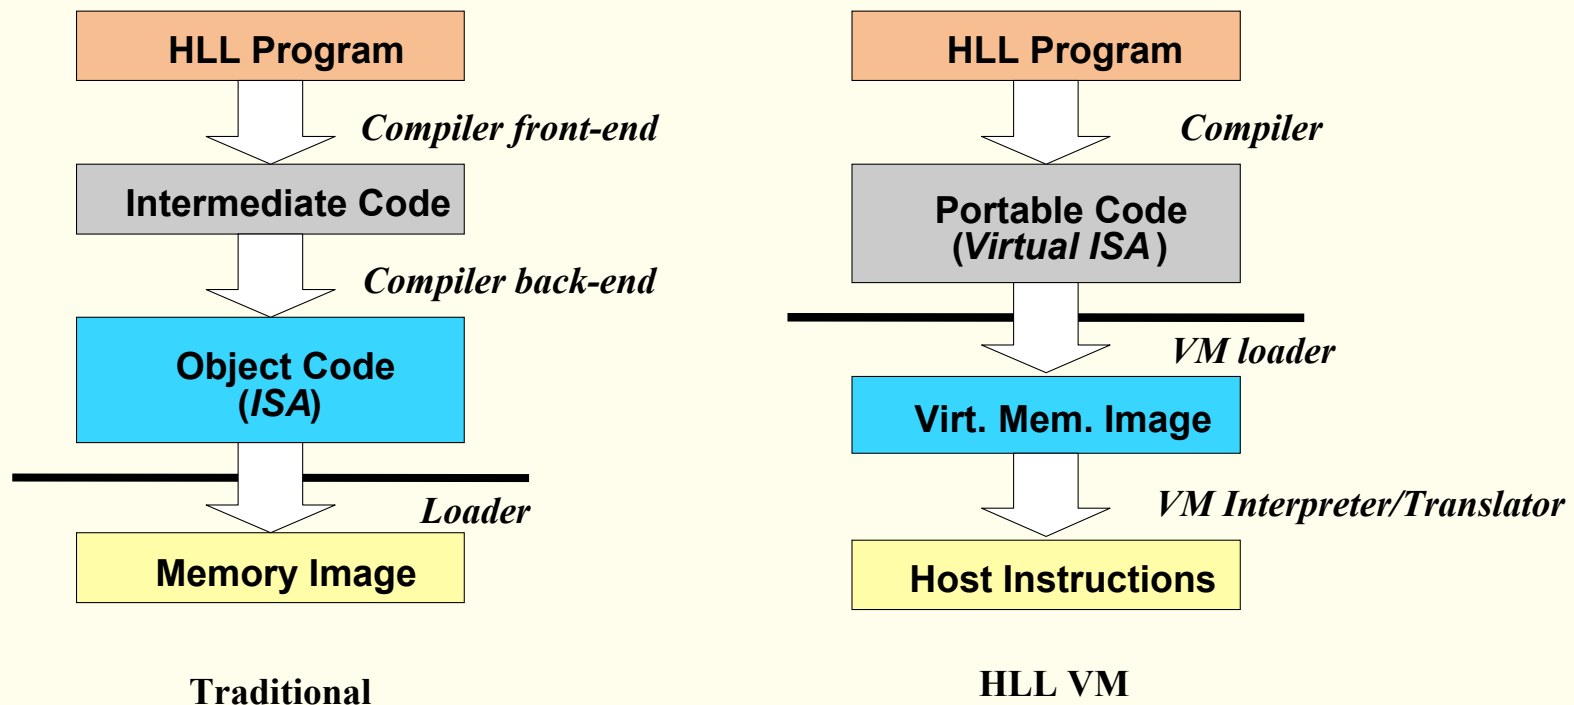 HLL Program
Compiler front-end
Intermediate Code
Compiler back-end
Object Code
(ISA)
Loader
Memory Image
Traditional
HLL Program
Compiler
Portable Code
(Virtual ISA)
VM loader
Virt. Mem. Image
VM Interpreter/Translator
Host Instructions
HLL VM